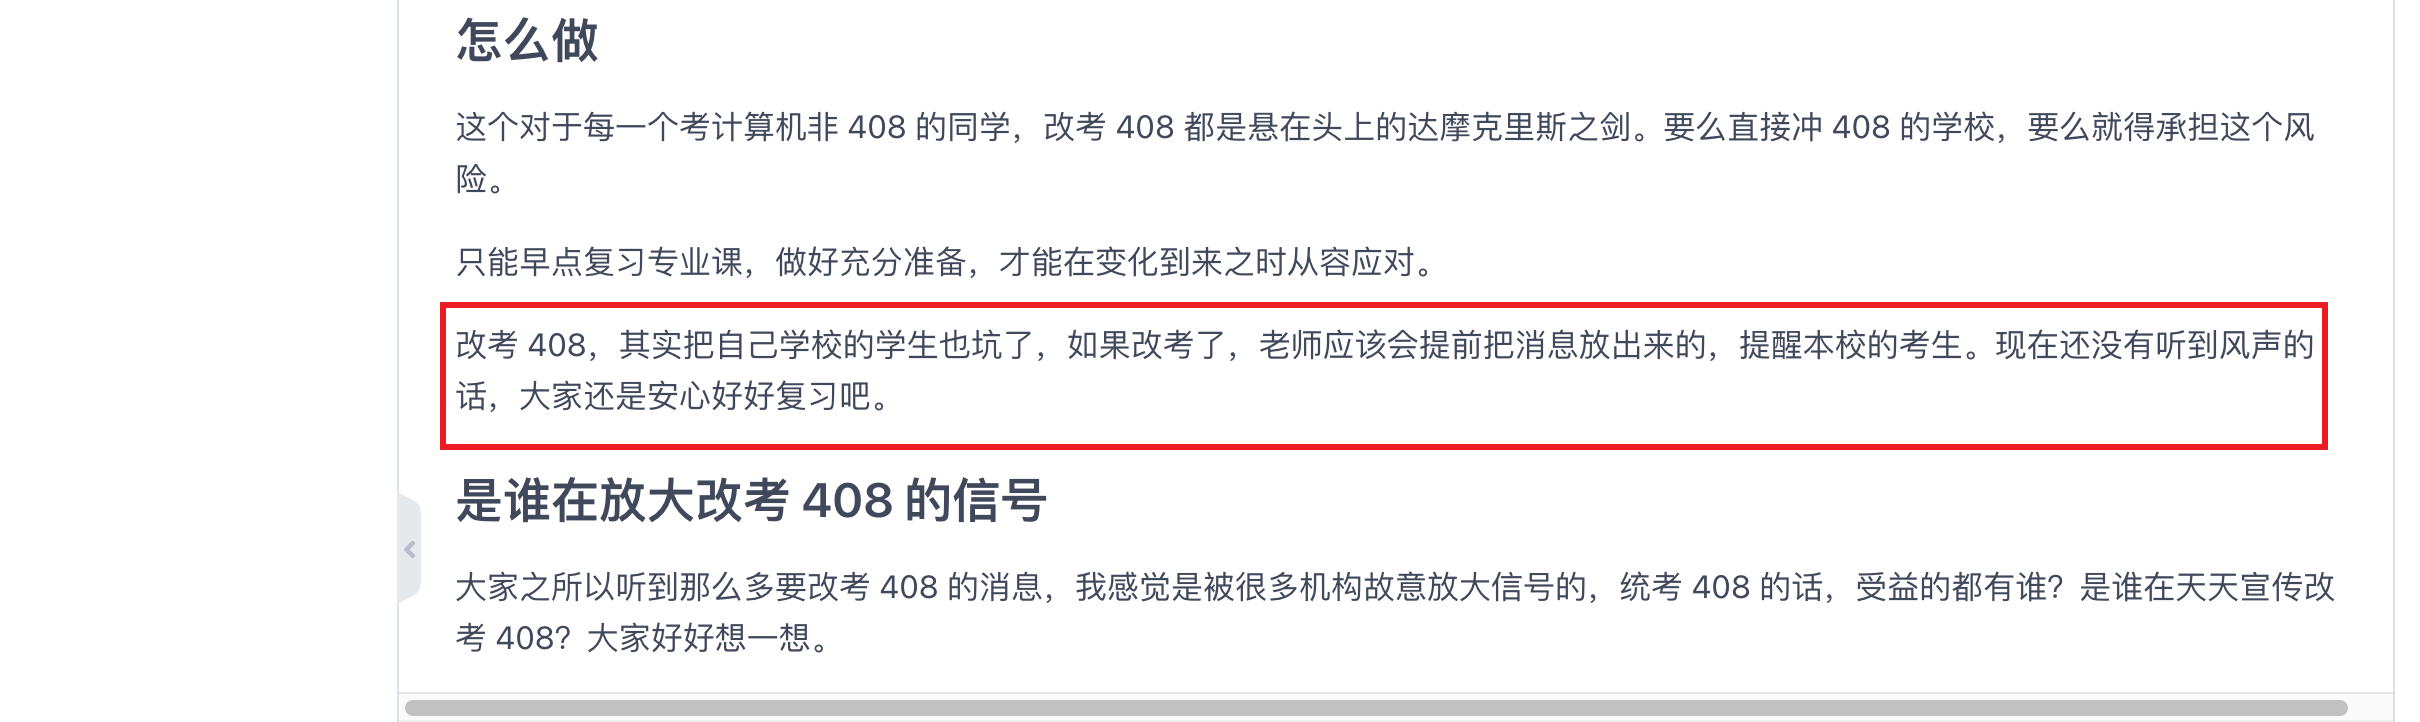 怎么做
这个对于每一个考计算机非 408 的同学，改考 408 都是悬在头上的达摩克里斯之剑。要么直接冲 408 的学校，要么就得承担这个风
险。
只能早点复习专业课，做好充分准备，才能在变化到来之时从容应对。
改考 408，其实把自己学校的学生也坑了，如果改考了，老师应该会提前把消息放出来的，提醒本校的考生。现在还没有听到风声的
话，大家还是安心好好复习吧。
是谁在放大改考 408 的信号
大家之所以听到那么多要改考 408 的消息，我感觉是被很多机构故意放大信号的，统考 408 的话，受益的都有谁？是谁在天天宣传改
考 408？大家好好想一想。